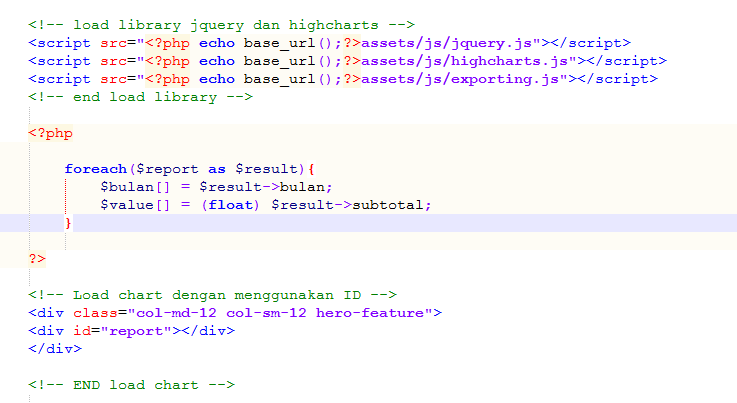 <!-- load library jquery dan highcharts -->
<script src="<?php echo base_url();?>assets/js/jquery.js"></script>
<script src="<?php echo base_url();?>assets/js/highcharts.js"></script>
<script src="<?php echo base_url();?>assets/js/exporting.js"></script>
<!-- end load library -->
<?php
foreach($report as $result){
$bulan[] = $result->bulan;
$value[] = (float) $result->subtotal;
}
?>
<!-- Load chart dengan menggunakan ID -->
<div class="col-md-12 col-sm-12 hero-feature">
<div id="report"></div>
</div>
<!-- END load chart -->